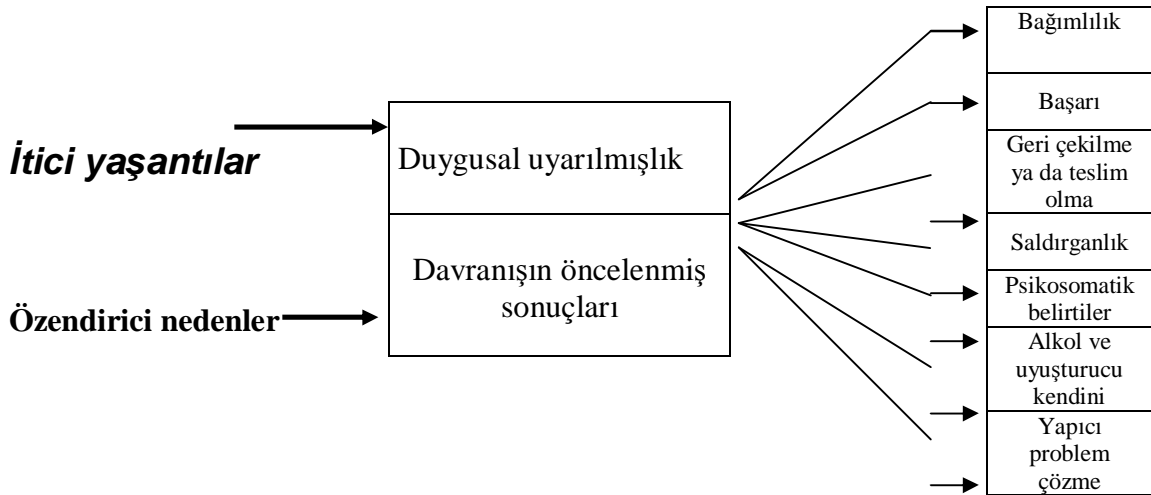 İtici yaşantılar
Özendirici nedenler
Duygusal uyarılmışlık
Davranışın öncelenmiş
sonuçları
Bağımlılık
Başarı
Geri çekilme
ya da teslim
olma
Saldırganlık
Psikosomatik
belirtiler
Alkol ve
uyuşturucu
kendini
Yapıcı
problem
çözme